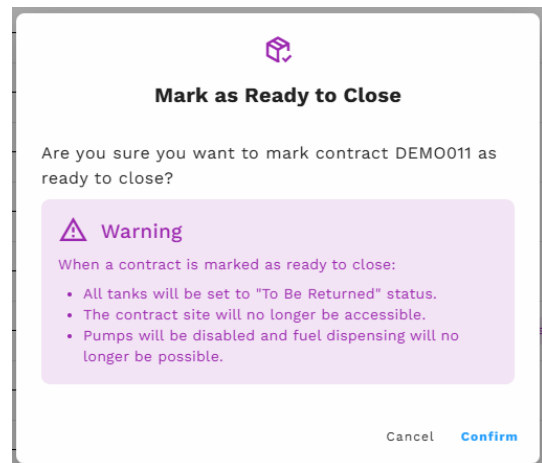 Mark as Ready to Close
Are you sure you want to mark contract DEMO011 as
ready to close?
Warning
When a contract is marked as ready to close:
• All tanks will be set to "To Be Returned" status.
• The contract site will no longer be accessible.
• Pumps will be disabled and fuel dispensing will no
longer be possible.
Cancel Confirm